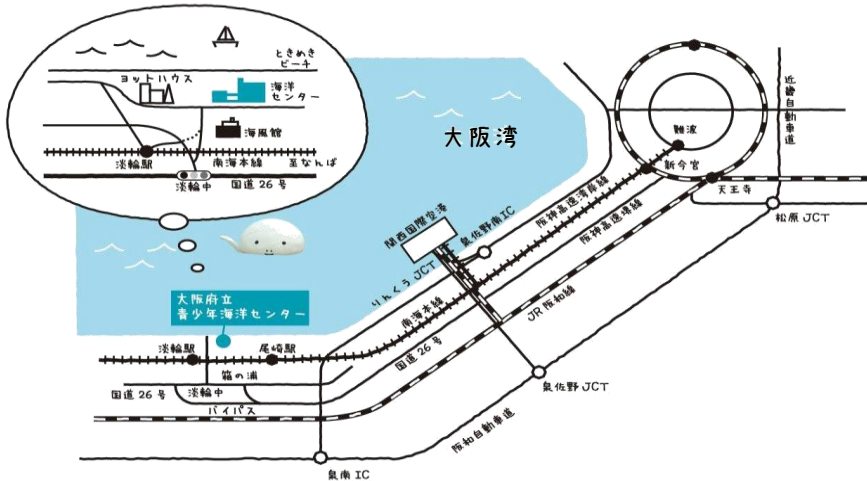 ときめき
ビーチ
ヨットハウス
海洋
センター
海風館
淡輪駅
南海本線
至なんば
淡輪中
国道26号
大阪湾
近畿自動車道
難波
新今宮
天王寺
松原JCT
阪神高速湾岸線
阪神高速堺線
関西国際空港
泉佐野南IC
りんくうJCT
南海本線
JR阪和線
国道26号
大阪府立
青少年海洋センター
淡輪駅
尾崎駅
箱の浦
国道26号
淡輪中
バイパス
泉佐野JCT
阪和自動車道
泉南IC